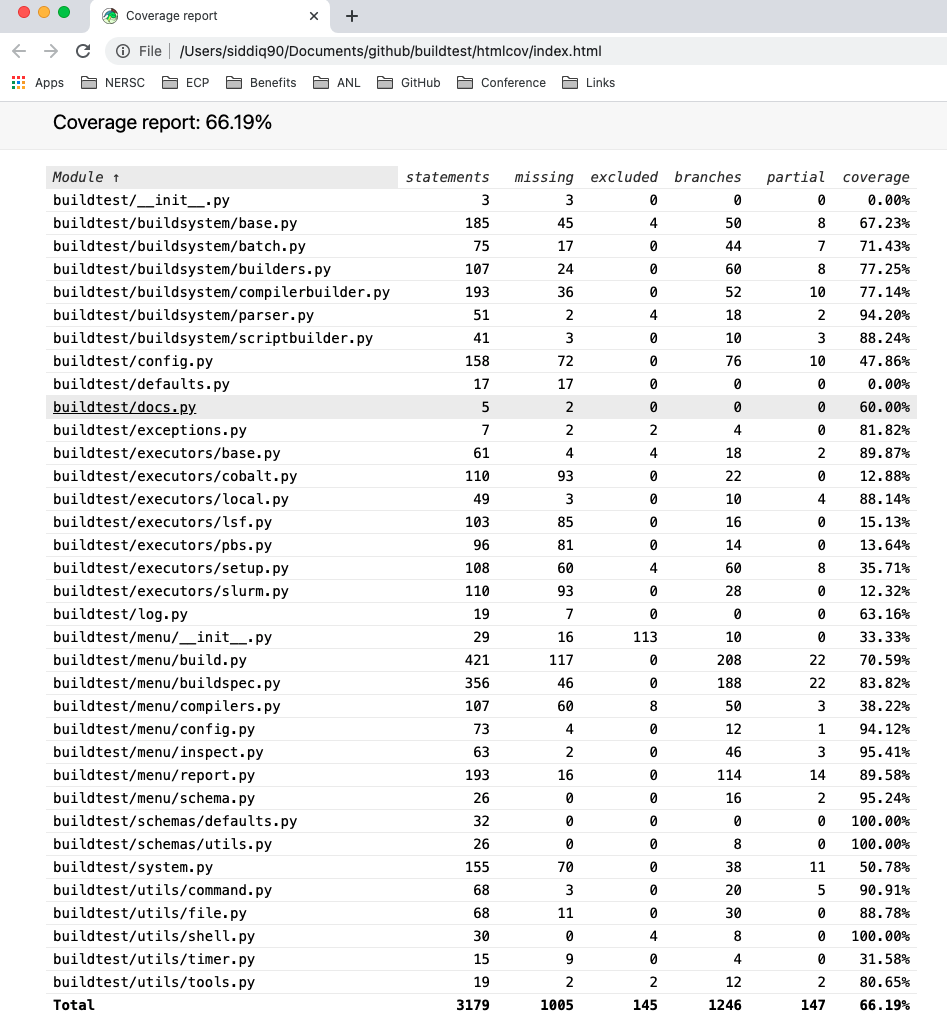 Coverage report
File /Users/siddiq90/Documents/github/buildtest/htmlcov/index.html
Apps NERSC ECP Benefits ANL GitHub Conference Links
Coverage report: 66.19%
Module ↑ statements missing excluded branches partial coverage
buildtest/__init__.py 3 3 0 0 0 0.00%
buildtest/buildsystem/base.py 185 45 4 50 8 67.23%
buildtest/buildsystem/batch.py 75 17 0 44 7 71.43%
buildtest/buildsystem/builders.py 107 24 0 60 8 77.25%
buildtest/buildsystem/compilerbuilder.py 193 36 0 52 10 77.14%
buildtest/buildsystem/parser.py 51 2 4 18 2 94.20%
buildtest/buildsystem/scriptbuilder.py 41 3 0 10 3 88.24%
buildtest/config.py 158 72 0 76 10 47.86%
buildtest/defaults.py 17 17 0 0 0 0.00%
buildtest/docs.py 5 2 0 0 0 60.00%
buildtest/exceptions.py 7 2 2 4 0 81.82%
buildtest/executors/base.py 61 4 4 18 2 89.87%
buildtest/executors/cobalt.py 110 93 0 22 0 12.88%
buildtest/executors/local.py 49 3 0 10 4 88.14%
buildtest/executors/lsf.py 103 85 0 16 0 15.13%
buildtest/executors/pbs.py 96 81 0 14 0 13.64%
buildtest/executors/setup.py 108 60 4 60 8 35.71%
buildtest/executors/slurm.py 110 93 0 28 0 12.32%
buildtest/log.py 19 7 0 0 0 63.16%
buildtest/menu/__init__.py 29 16 113 10 0 33.33%
buildtest/menu/build.py 421 117 0 208 22 70.59%
buildtest/menu/buildspec.py 356 46 0 188 22 83.82%
buildtest/menu/compilers.py 107 60 8 50 3 38.22%
buildtest/menu/config.py 73 4 0 12 1 94.12%
buildtest/menu/inspect.py 63 2 0 46 3 95.41%
buildtest/menu/report.py 193 16 0 114 14 89.58%
buildtest/menu/schema.py 26 0 0 16 2 95.24%
buildtest/schemas/defaults.py 32 0 0 0 0 100.00%
buildtest/schemas/utils.py 26 0 0 8 0 100.00%
buildtest/system.py 155 70 0 38 11 50.78%
buildtest/utils/command.py 68 3 0 20 5 90.91%
buildtest/utils/file.py 68 11 0 30 0 88.78%
buildtest/utils/shell.py 30 0 4 8 0 100.00%
buildtest/utils/timer.py 15 9 0 4 0 31.58%
buildtest/utils/tools.py 19 2 2 12 2 80.65%
Total 3179 1005 145 1246 147 66.19%